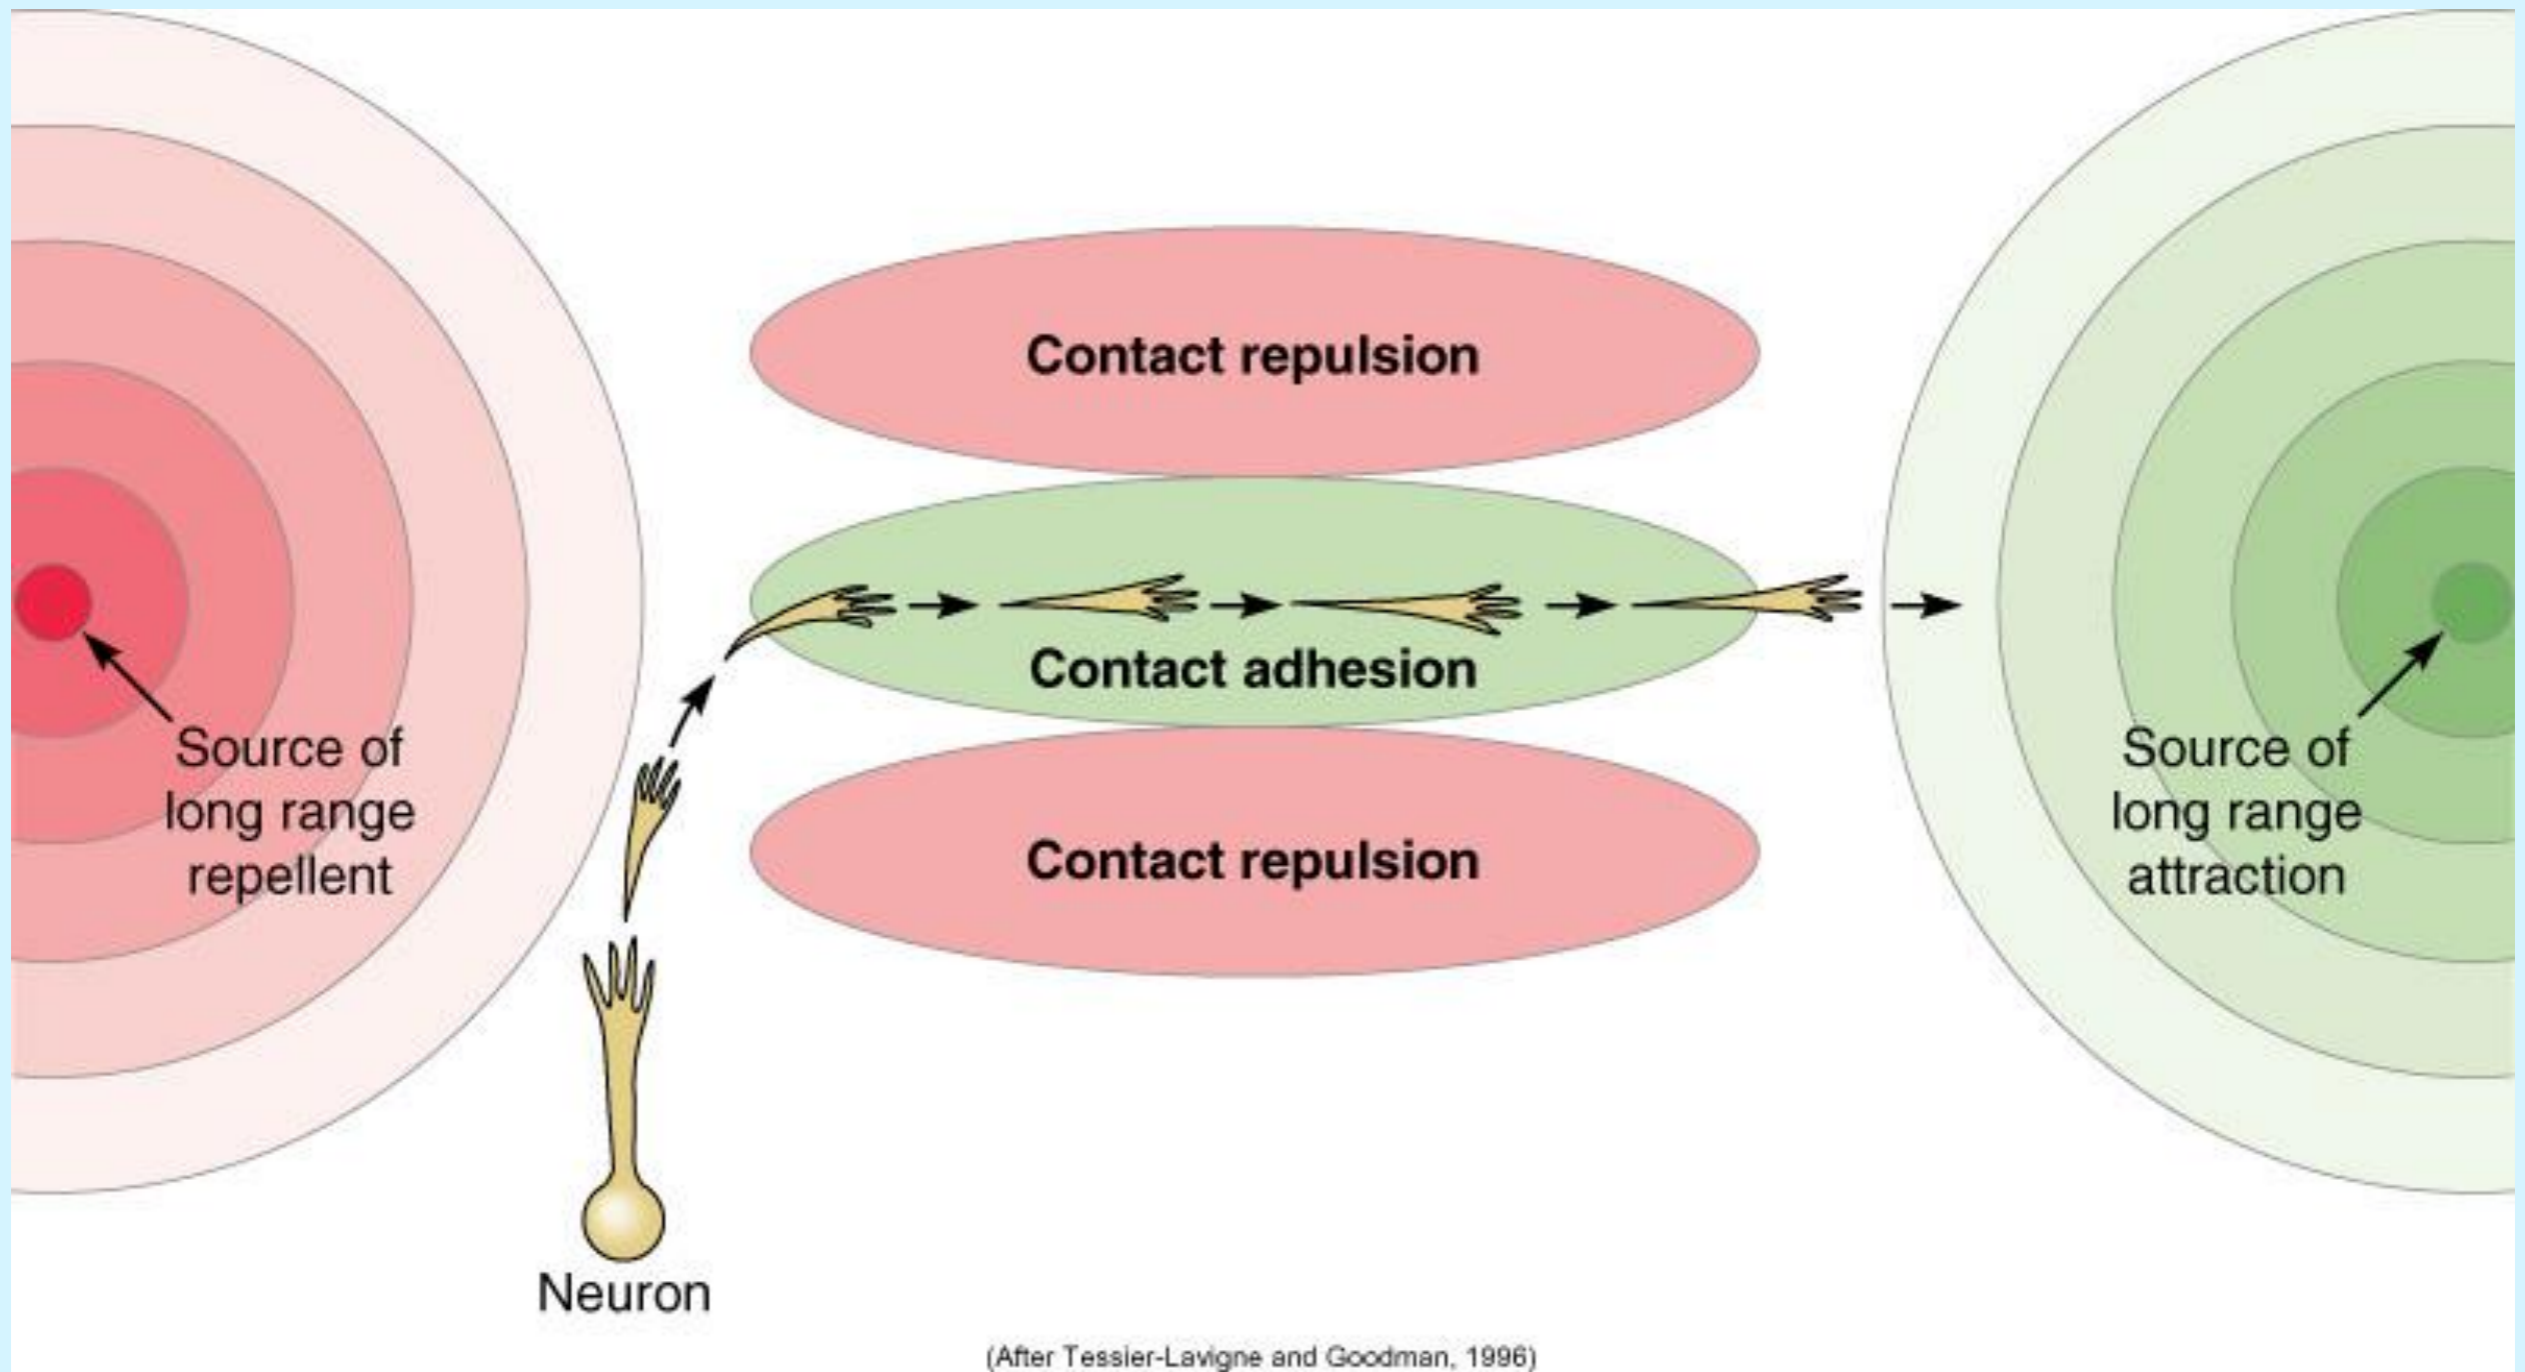 Contact repulsion
Contact adhesion
Contact repulsion
Source of
long range
repellent
Source of
long range
attraction
Neuron
(After Tessier-Lavigne and Goodman, 1996)